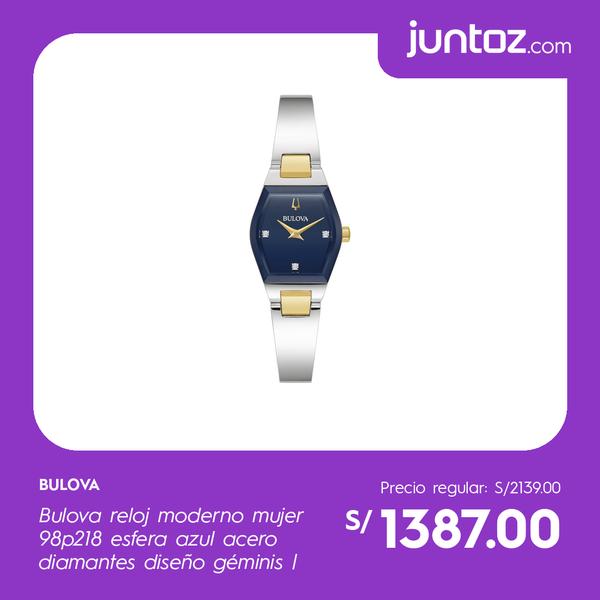 juntoz.com
BULOVA
BULOVA
Bulova reloj moderno mujer
98p218 esfera azul acero
diamantes diseño géminis l
Precio regular: S/2139.00
S/1387.00